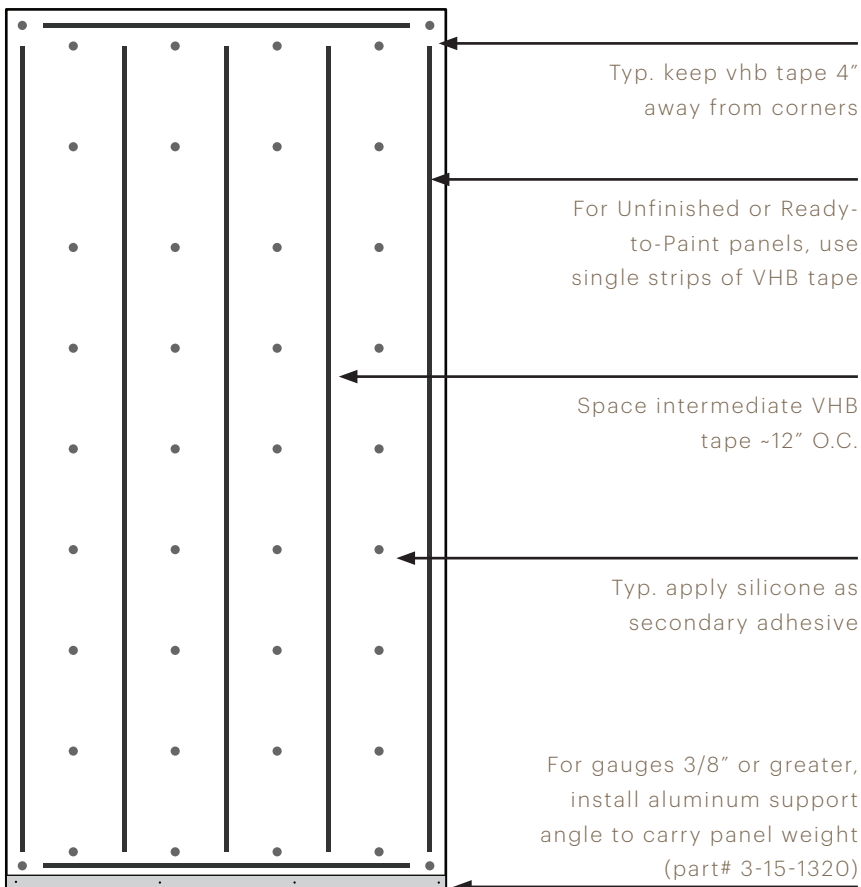 Typ. keep vhb tape 4”
away from corners
For Unfinished or Ready-
to-Paint panels, use
single strips of VHB tape
Space intermediate VHB
tape ~12” O.C.
Typ. apply silicone as
secondary adhesive
For gauges 3/8” or greater,
install aluminum support
angle to carry panel weight
(part# 3-15-1320)